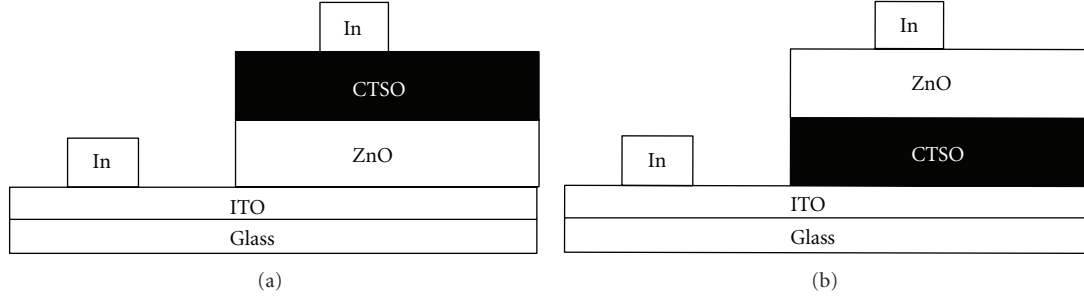 In
CTSO
ZnO
In
ITO
Glass
(a)
In
ZnO
CTSO
In
ITO
Glass
(b)